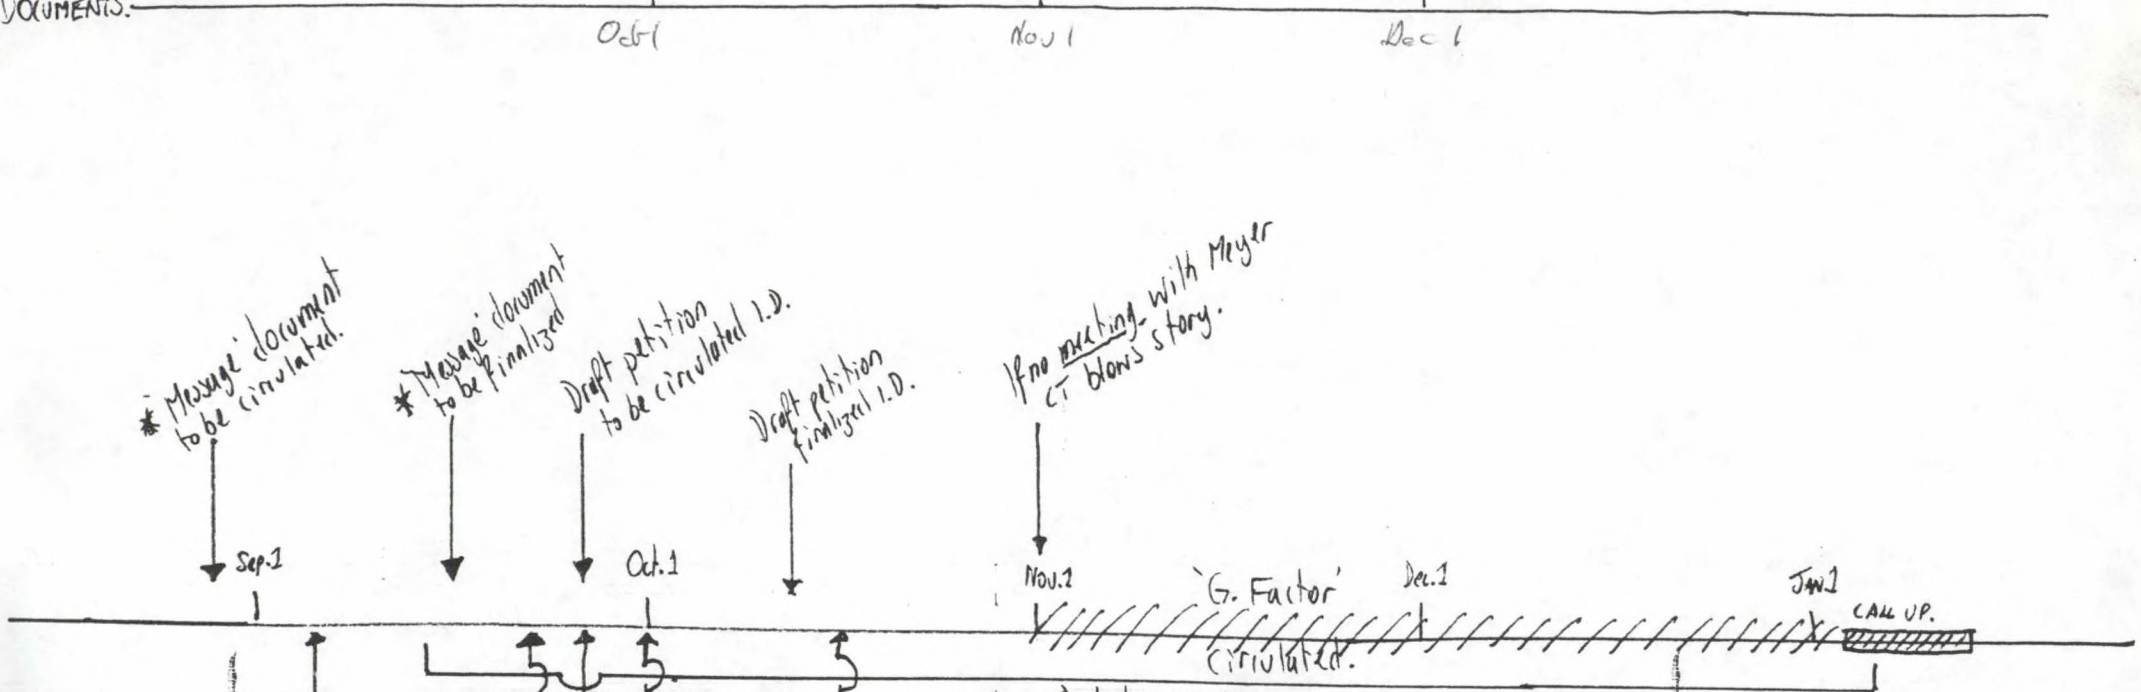 DOCUMENTS.
Oct 1
Nov 1
Dec 1
* 'Message' document
to be circulated.
* 'Message' document
to be finalized
Draft petition
to be circulated I.D.
Draft petition
finalized I.D.
If no meeting with Meyer
CT blows story.
Sep.1
Oct.1
Nov.1
'G. Factor'
Dec.1
Jan 1
CALL UP.
circulated.